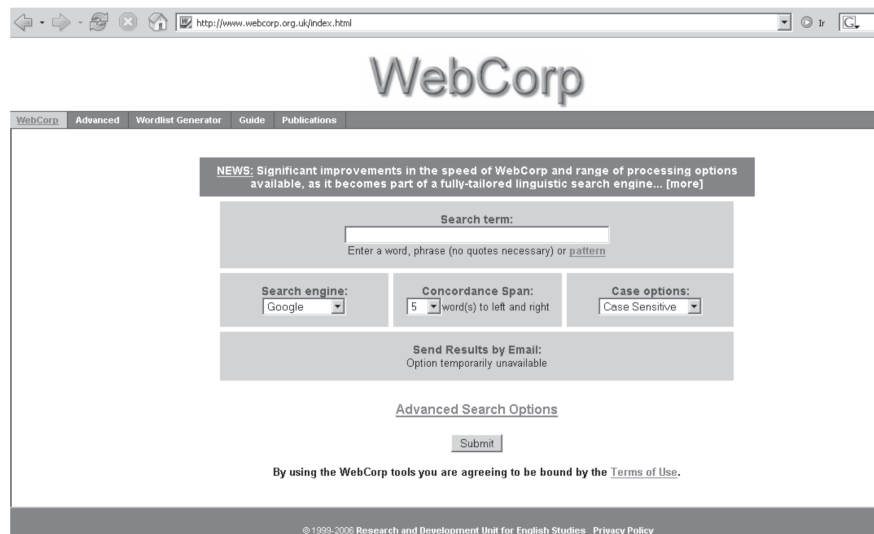 http://www.webcorp.org.uk/index.html Ir G
WebCorp
WebCorp Advanced Wordlist Generator Guide Publications
NEWS: Significant improvements in the speed of WebCorp and range of processing options
available, as it becomes part of a fully-tailored linguistic search engine... [more]
Search term:
Enter a word, phrase (no quotes necessary) or pattern
Search engine: Concordance Span: Case options:
Google 5 word(s) to left and right Case Sensitive
Send Results by Email:
Option temporarily unavailable
Advanced Search Options
Submit
By using the WebCorp tools you are agreeing to be bound by the Terms of Use.
© 1999-2006 Research and Development Unit for English Studies Privacy Policy